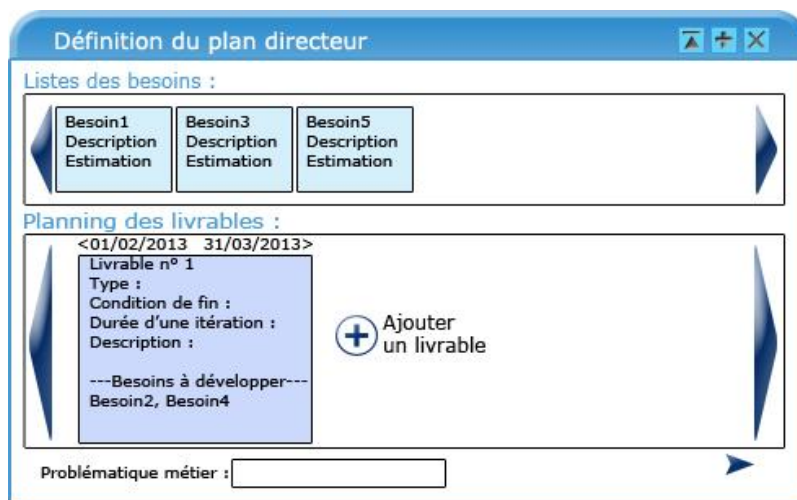 Définition du plan directeur
Listes des besoins :
Besoin1
Description
Estimation
Besoin3
Description
Estimation
Besoin5
Description
Estimation
Planning des livrables :
<01/02/2013 31/03/2013>
Livrable nº 1
Type :
Condition de fin :
Durée d'une itération :
Description :
---Besoins à développer---
Besoin2, Besoin4
Ajouter
un livrable
Problématique métier :